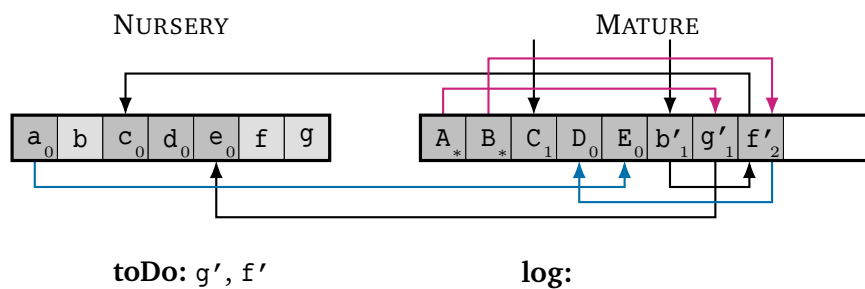 NURSERY MATURE
a₀ b c₀ d₀ e₀ f g A* B* C₁ D₀ E₀ b′₁ g′₁ f′₂
toDo: g′, f′ log: